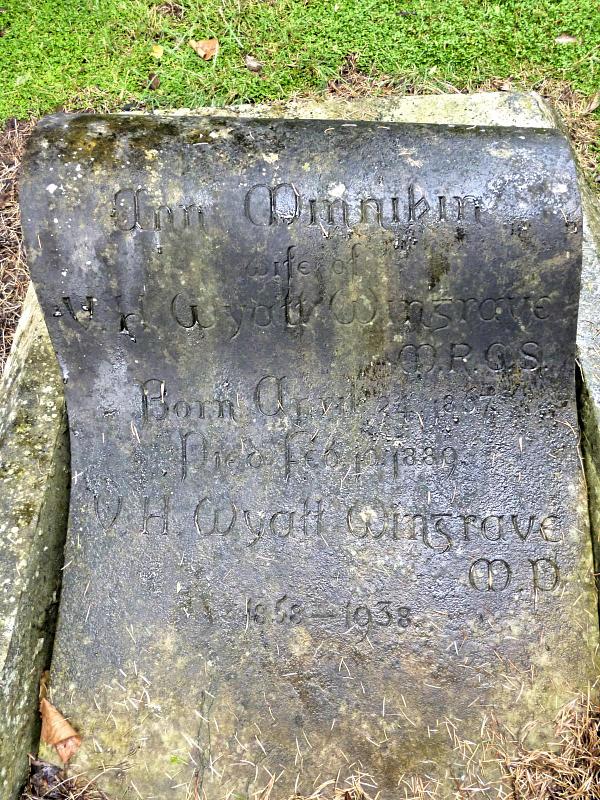 Ann Minnikin
wife of
V. H. Wyatt Wingrave
M.R.C.S.
Born April 24, 1867
Died Feb. 10, 1889.
V. H. Wyatt Wingrave
M.D.
1858–1938.